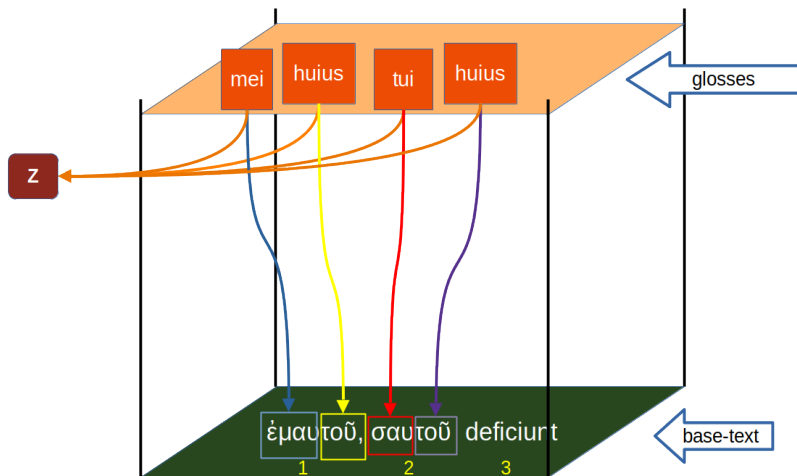 mei huius tui huius
glosses
z
ἐμαυτοῦ, σαυτοῦ deficiunt
1 2 3
base-text